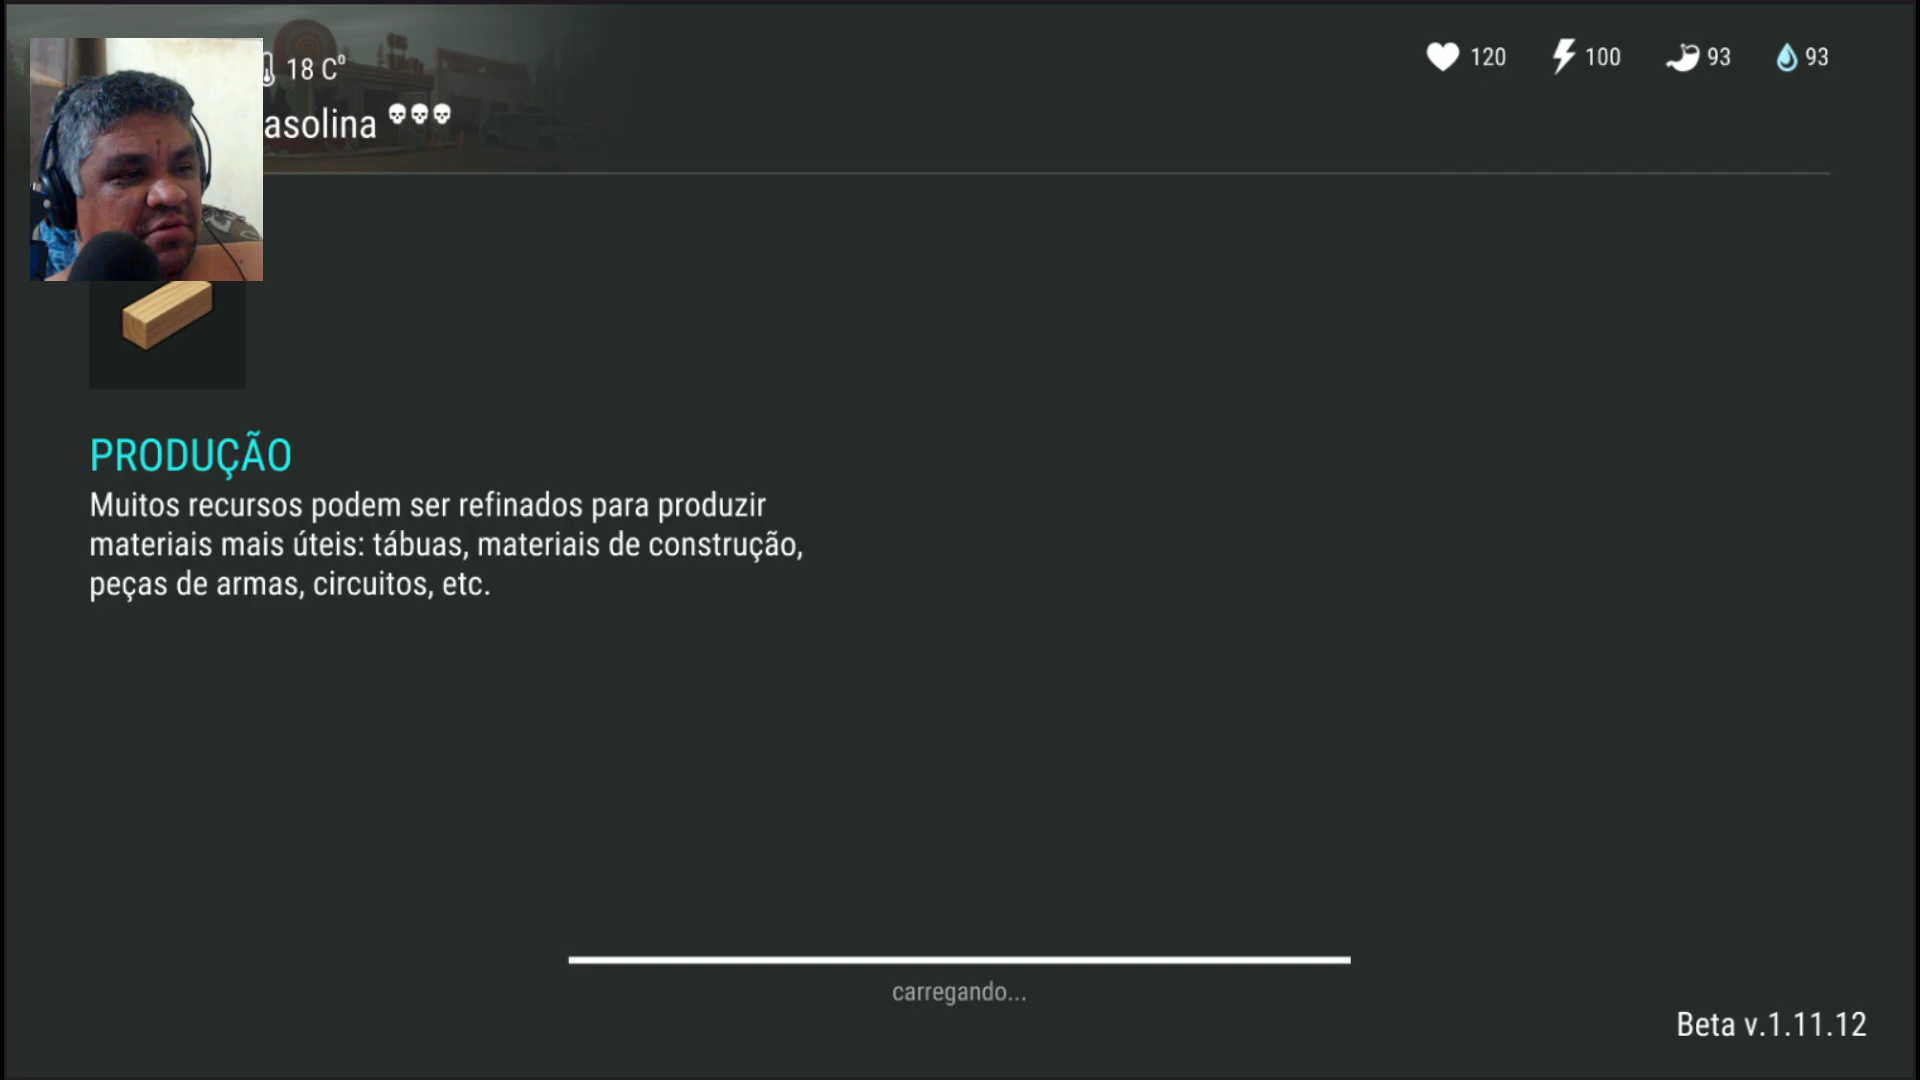 18 Cº
120
100
93
93
asolina
PRODUÇÃO
Muitos recursos podem ser refinados para produzir
materiais mais úteis: tábuas, materiais de construção,
peças de armas, circuitos, etc.
carregando...
Beta v.1.11.12